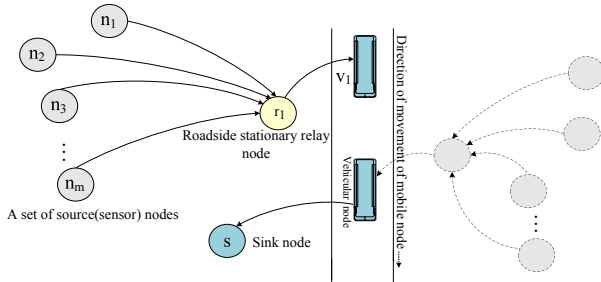 n1
n2
n3
⋮
nm
r1
Roadside stationary relay
node
A set of source(sensor) nodes
s
Sink node
v1
Vehicular node
Direction of movement of mobile node
⋮